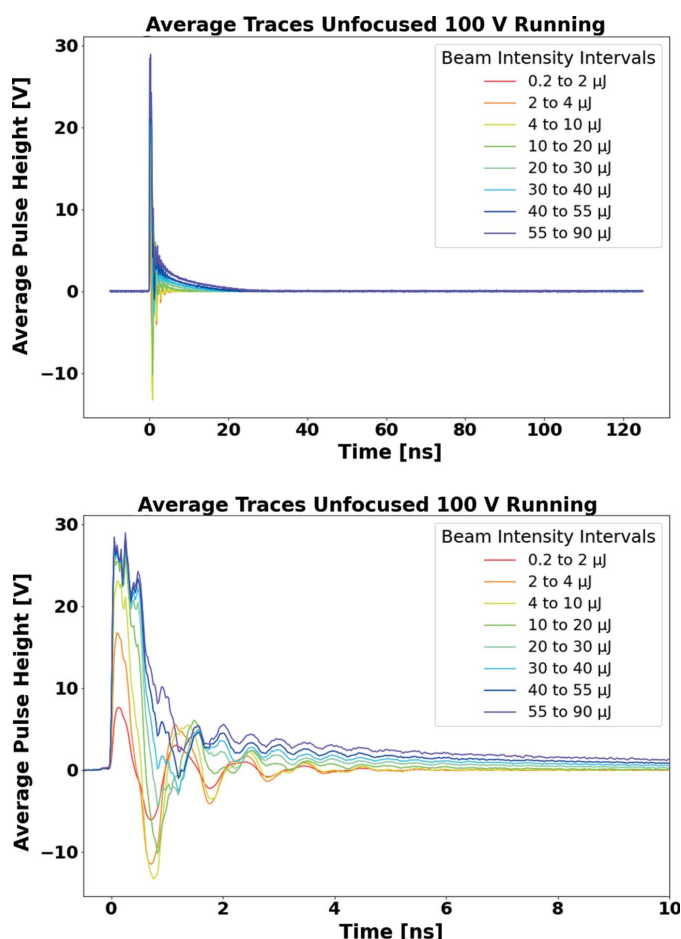 Average Traces Unfocused 100 V Running
30
20
10
0
−10
Average Pulse Height [V]
Beam Intensity Intervals
0.2 to 2 µJ
2 to 4 µJ
4 to 10 µJ
10 to 20 µJ
20 to 30 µJ
30 to 40 µJ
40 to 55 µJ
55 to 90 µJ
0 20 40 60 80 100 120
Time [ns]
Average Traces Unfocused 100 V Running
30
20
10
0
−10
Average Pulse Height [V]
Beam Intensity Intervals
0.2 to 2 µJ
2 to 4 µJ
4 to 10 µJ
10 to 20 µJ
20 to 30 µJ
30 to 40 µJ
40 to 55 µJ
55 to 90 µJ
0 2 4 6 8 10
Time [ns]